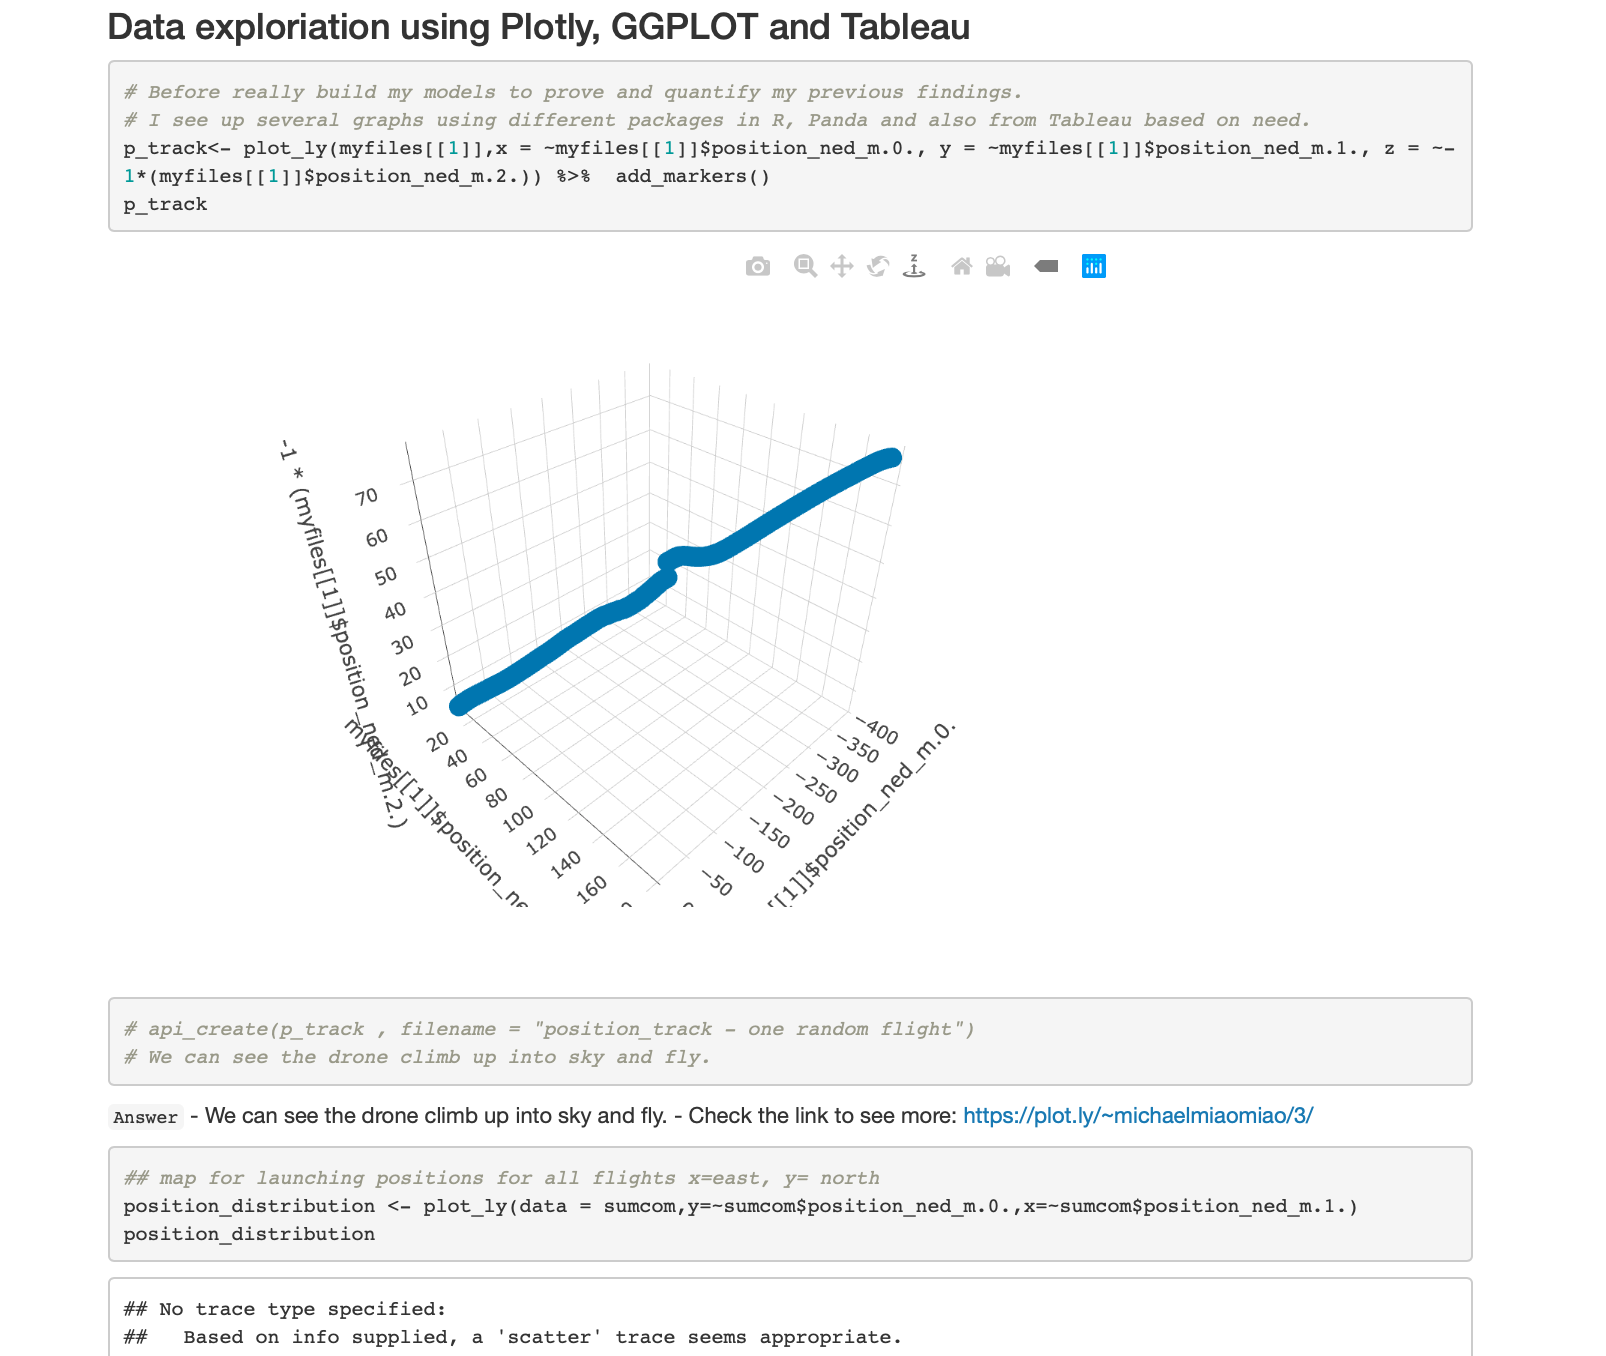 Data exploriation using Plotly, GGPLOT and Tableau
# Before really build my models to prove and quantify my previous findings.
# I see up several graphs using different packages in R, Panda and also from Tableau based on need.
p_track<- plot_ly(myfiles[[1]],x = ~myfiles[[1]]$position_ned_m.0., y = ~myfiles[[1]]$position_ned_m.1., z = ~-
1*(myfiles[[1]]$position_ned_m.2.)) %>%  add_markers()
p_track
z
-1 * (myfiles[[1]]$position_ned_m.2.)
70
60
50
40
30
20
10
20
40
60
80
100
120
140
160
myfiles[[1]]$position_ne
−400
−350
−300
−250
−200
−150
−100
−50
[[1]]$position_ned_m.0.
# api_create(p_track , filename = "position_track - one random flight")
# We can see the drone climb up into sky and fly.
Answer - We can see the drone climb up into sky and fly. - Check the link to see more: https://plot.ly/~michaelmiaomiao/3/
## map for launching positions for all flights x=east, y= north
position_distribution <- plot_ly(data = sumcom,y=~sumcom$position_ned_m.0.,x=~sumcom$position_ned_m.1.)
position_distribution
## No trace type specified:
##   Based on info supplied, a 'scatter' trace seems appropriate.